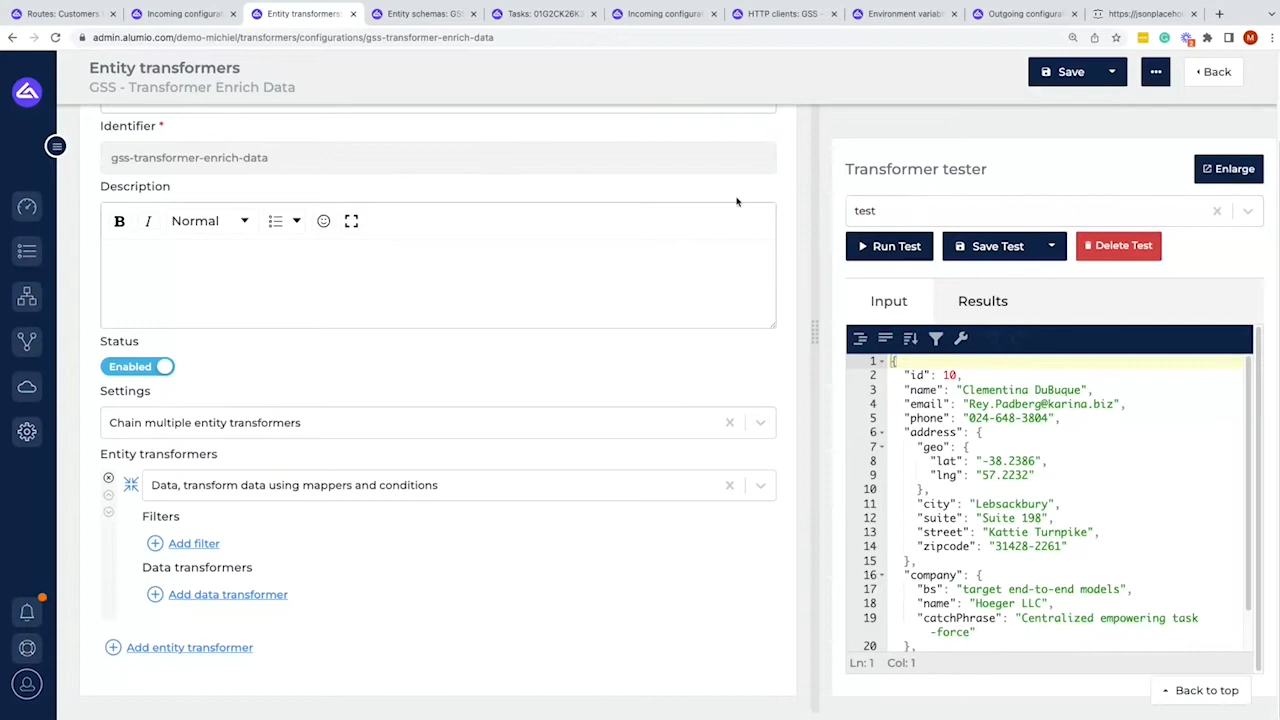 Routes: Customers t
Incoming configurat
Entity transformers:
Entity schemas: GSS
Tasks: 01G2CK26K3
Incoming configurat
HTTP clients: GSS -
Environment variabl
Outgoing configurat
https://jsonplaceho
admin.alumio.com/demo-michiel/transformers/configurations/gss-transformer-enrich-data
M
Entity transformers
GSS - Transformer Enrich Data
Save
Back
Identifier *
gss-transformer-enrich-data
Description
B I Normal
Status
Enabled
Settings
Chain multiple entity transformers
Entity transformers
Data, transform data using mappers and conditions
Filters
Add filter
Data transformers
Add data transformer
Add entity transformer
Transformer tester
Enlarge
test
Run Test
Save Test
Delete Test
Input
Results
1 {
2 "id": 10,
3 "name": "Clementina DuBuque",
4 "email": "Rey.Padberg@karina.biz",
5 "phone": "024-648-3804",
6 "address": {
7 "geo": {
8 "lat": "-38.2386",
9 "lng": "57.2232"
10 },
11 "city": "Lebsackbury",
12 "suite": "Suite 198",
13 "street": "Kattie Turnpike",
14 "zipcode": "31428-2261"
15 },
16 "company": {
17 "bs": "target end-to-end models",
18 "name": "Hoeger LLC",
19 "catchPhrase": "Centralized empowering task
-force"
20 },
Ln: 1 Col: 1
Back to top